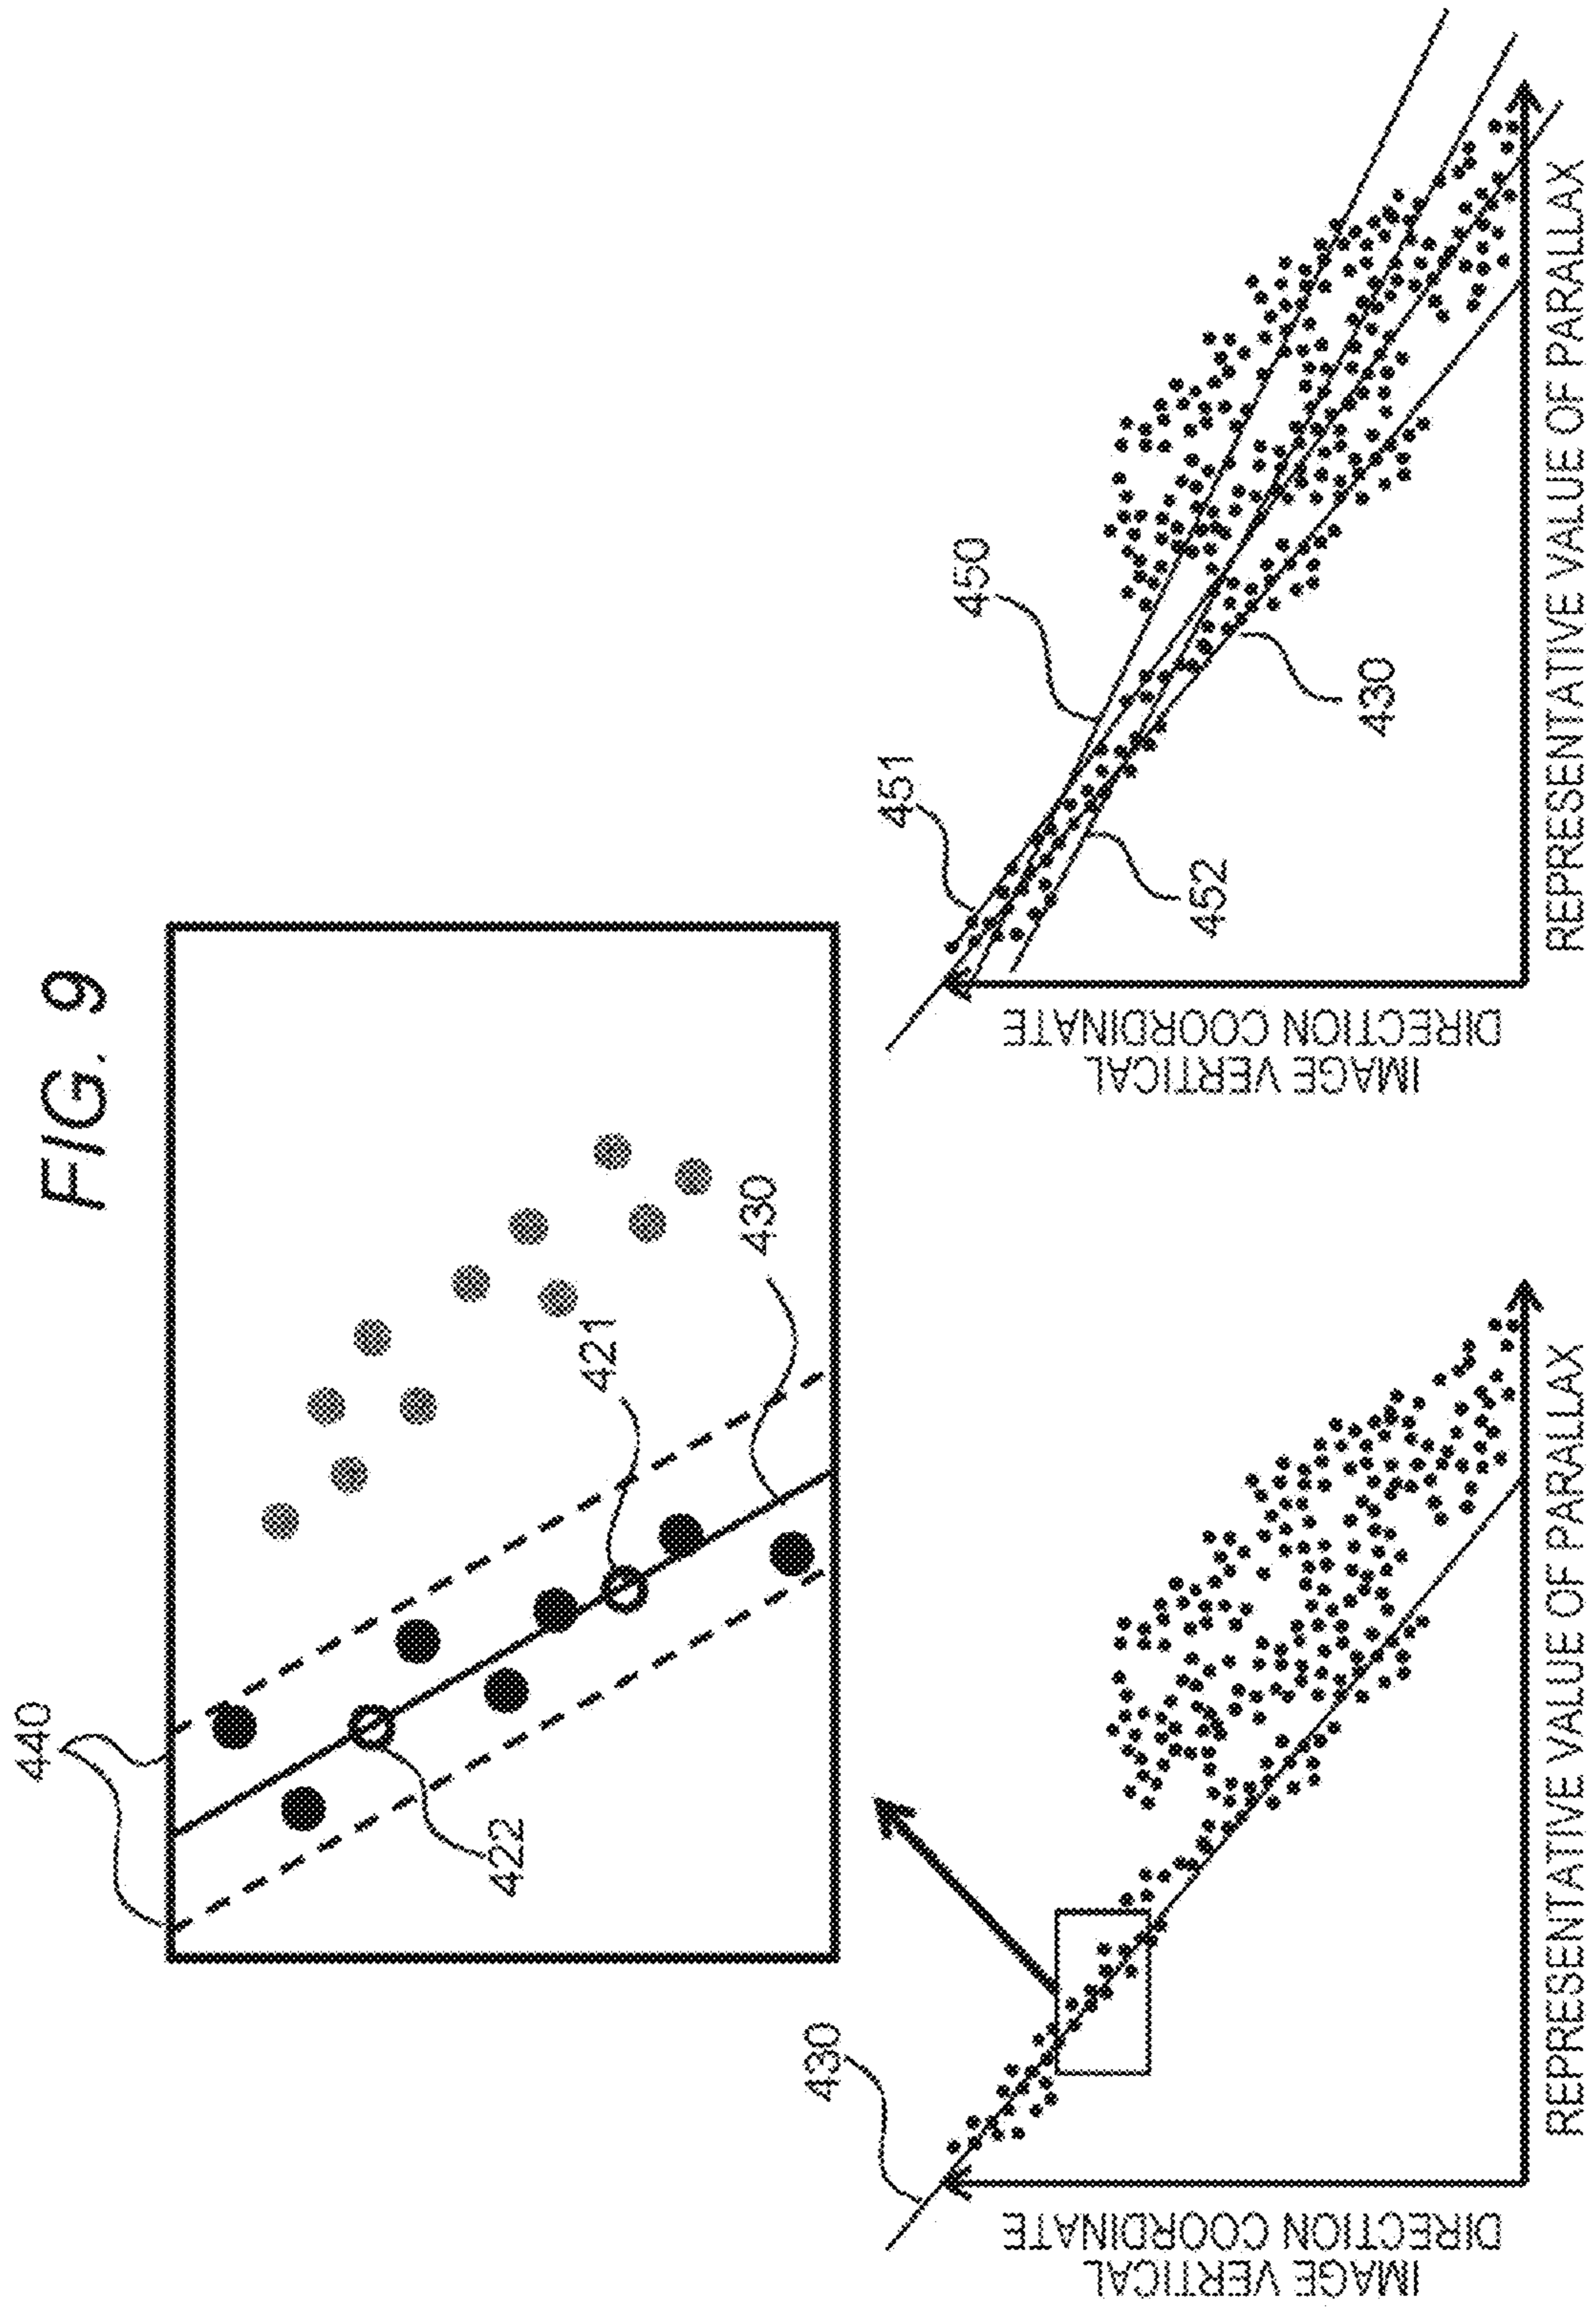 FIG. 9
440
422
421
430
430
IMAGE VERTICAL
DIRECTION COORDINATE
REPRESENTATIVE VALUE OF PARALLAX
451
450
452
430
IMAGE VERTICAL
DIRECTION COORDINATE
REPRESENTATIVE VALUE OF PARALLAX